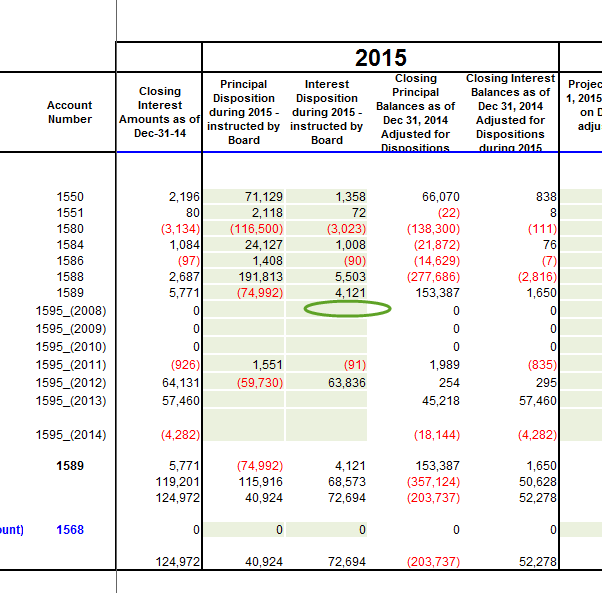 2015
Account Number | Closing Interest Amounts as of Dec-31-14 | Principal Disposition during 2015 - instructed by Board | Interest Disposition during 2015 - instructed by Board | Closing Principal Balances as of Dec 31, 2014 Adjusted for Dispositions | Closing Interest Balances as of Dec 31, 2014 Adjusted for Dispositions during 2015 | Projec 1, 2015 on D adju
1550 2,196 71,129 1,358 66,070 838
1551 80 2,118 72 (22) 8
1580 (3,134) (116,500) (3,023) (138,300) (111)
1584 1,084 24,127 1,008 (21,872) 76
1586 (97) 1,408 (90) (14,629) (7)
1588 2,687 191,813 5,503 (277,686) (2,816)
1589 5,771 (74,992) 4,121 153,387 1,650
1595_(2008) 0 0 0
1595_(2009) 0 0 0
1595_(2010) 0 0 0
1595_(2011) (926) 1,551 (91) 1,989 (835)
1595_(2012) 64,131 (59,730) 63,836 254 295
1595_(2013) 57,460 45,218 57,460
1595_(2014) (4,282) (18,144) (4,282)
1589 5,771 (74,992) 4,121 153,387 1,650
119,201 115,916 68,573 (357,124) 50,628
124,972 40,924 72,694 (203,737) 52,278
ount) 1568 0 0 0 0 0
124,972 40,924 72,694 (203,737) 52,278